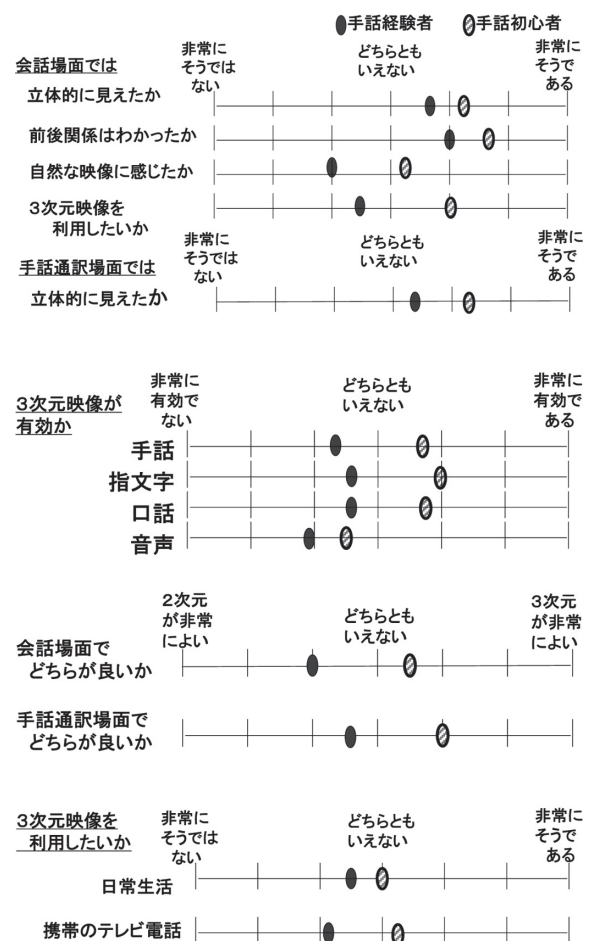 手話経験者 手話初心者
会話場面では
非常に
そうでは
ない
どちらとも
いえない
非常に
そうで
ある
立体的に見えたか
前後関係はわかったか
自然な映像に感じたか
3次元映像を
利用したいか
手話通訳場面では
非常に
そうでは
ない
どちらとも
いえない
非常に
そうで
ある
立体的に見えたか
3次元映像が
有効か
非常に
有効で
ない
どちらとも
いえない
非常に
有効で
ある
手話
指文字
口話
音声
2次元
が非常
によい
どちらとも
いえない
3次元
が非常
によい
会話場面で
どちらが良いか
手話通訳場面で
どちらが良いか
3次元映像を
利用したいか
非常に
そうでは
ない
どちらとも
いえない
非常に
そうで
ある
日常生活
携帯のテレビ電話